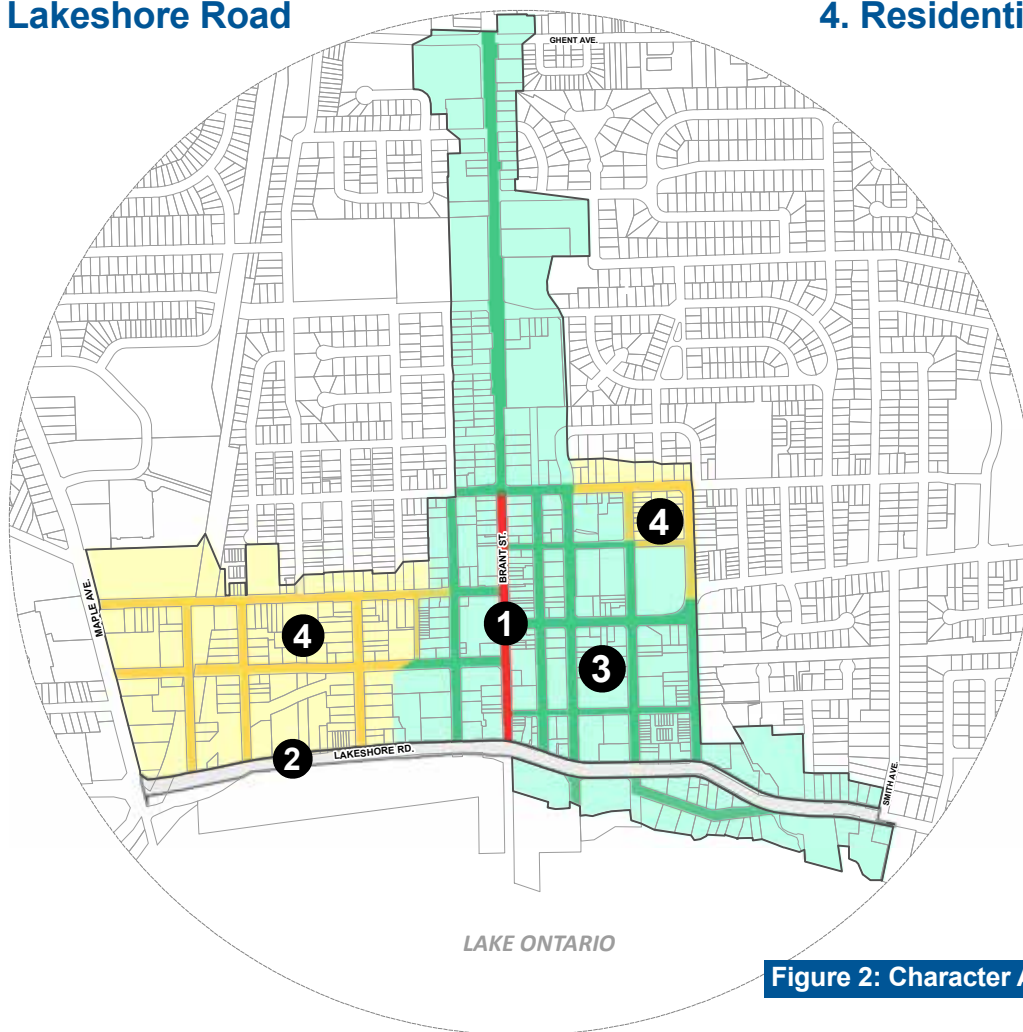 Lakeshore Road
4. Residenti
GHENT AVE.
BRANT ST.
MAPLE AVE.
4
4
1
3
2
LAKESHORE RD.
SMITH AVE.
LAKE ONTARIO
Figure 2: Character A